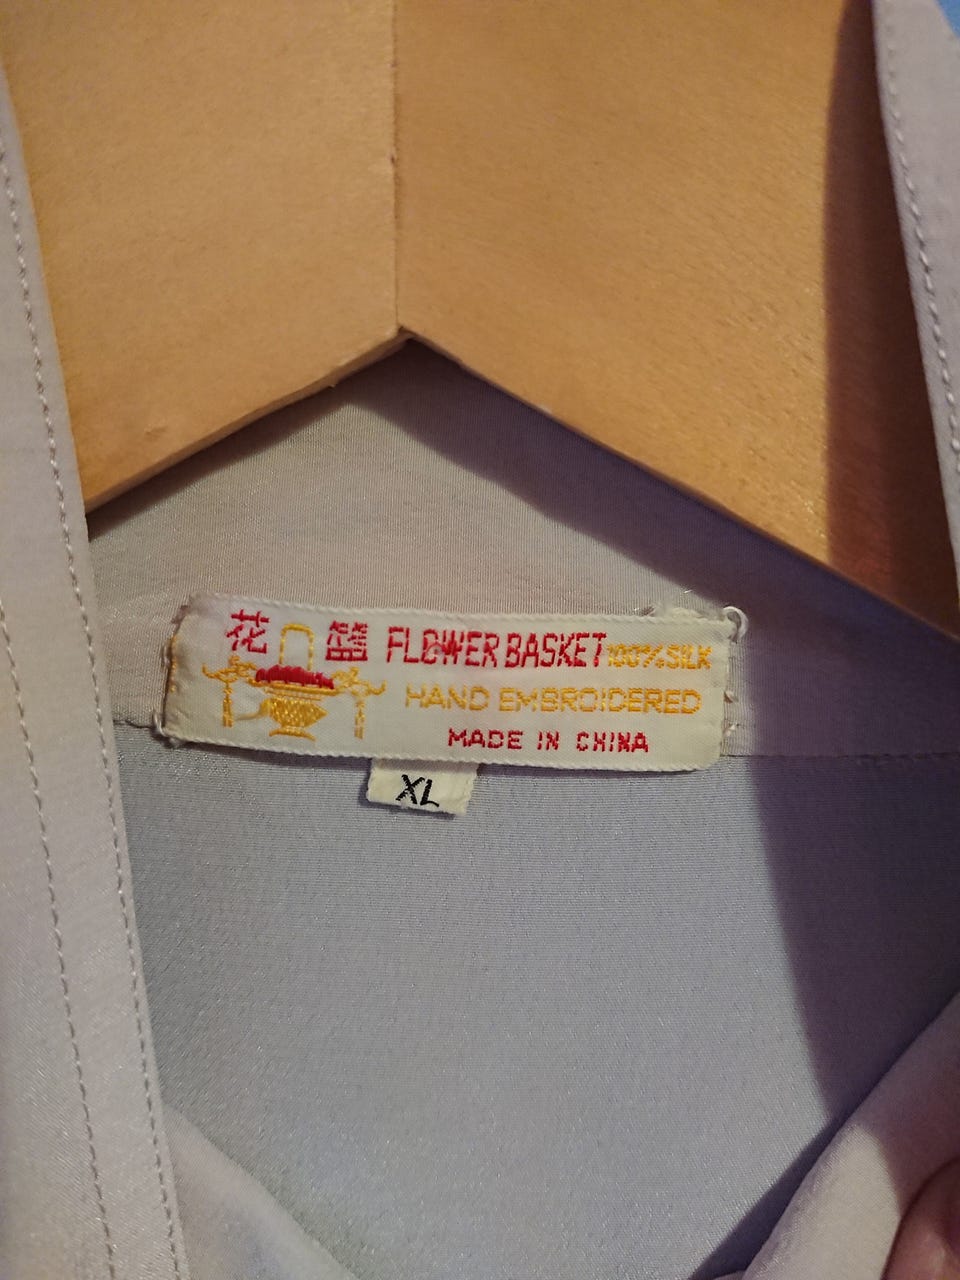 花籃 FLOWER BASKET 100% SILK
HAND EMBROIDERED
MADE IN CHINA
XL